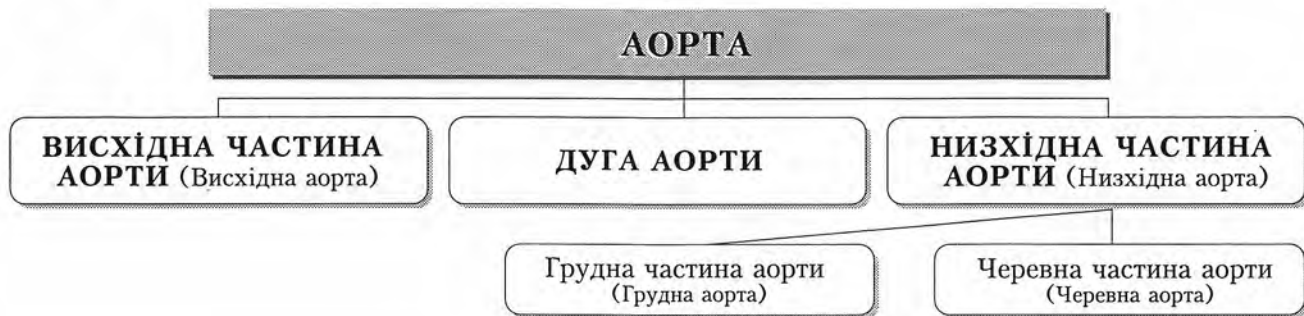 АОРТА
ВИСХІДНА ЧАСТИНА
АОРТИ (Висхідна аорта)
ДУГА АОРТИ
НИЗХІДНА ЧАСТИНА
АОРТИ (Низхідна аорта)
Грудна частина аорти
(Грудна аорта)
Черевна частина аорти
(Черевна аорта)